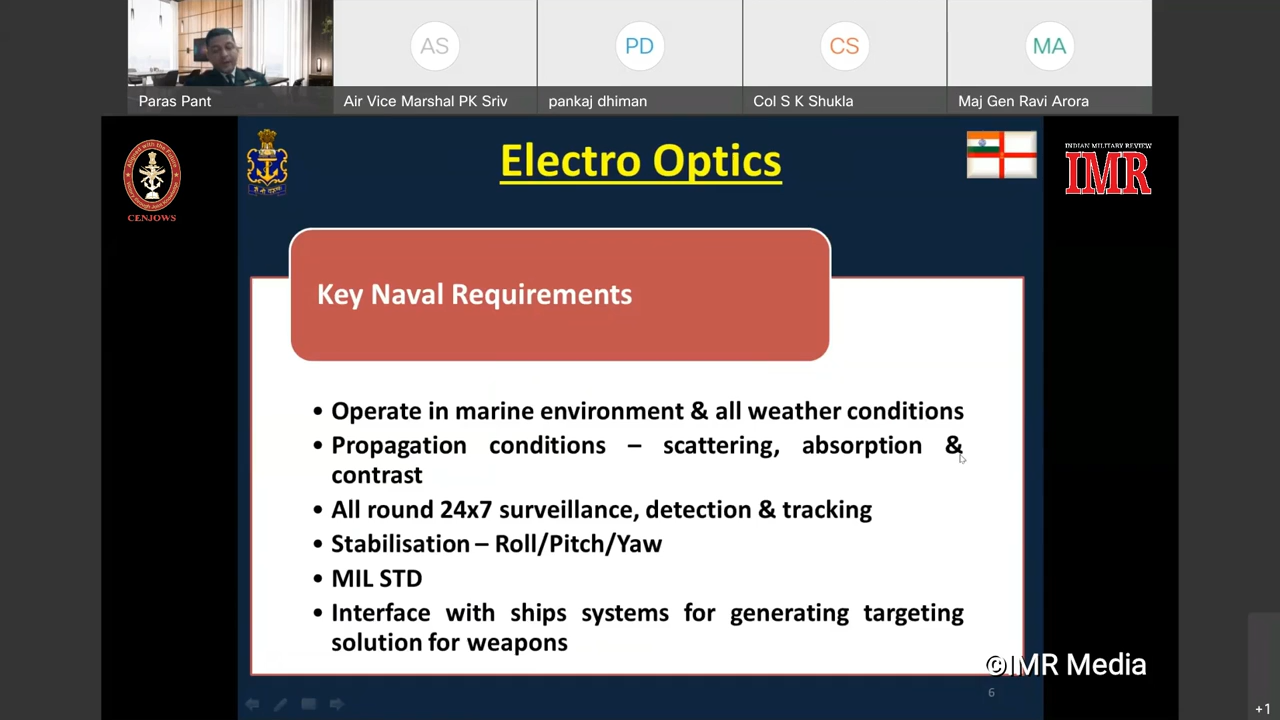 AS
PD
CS
MA
Paras Pant
Air Vice Marshal PK Sriv
pankaj dhiman
Col S K Shukla
Maj Gen Ravi Arora
CENJOWS
Electro Optics
INDIAN MILITARY REVIEW
IMR
Key Naval Requirements
• Operate in marine environment & all weather conditions
• Propagation conditions – scattering, absorption &
contrast
• All round 24x7 surveillance, detection & tracking
• Stabilisation – Roll/Pitch/Yaw
• MIL STD
• Interface with ships systems for generating targeting
solution for weapons
©IMR Media
6
+1